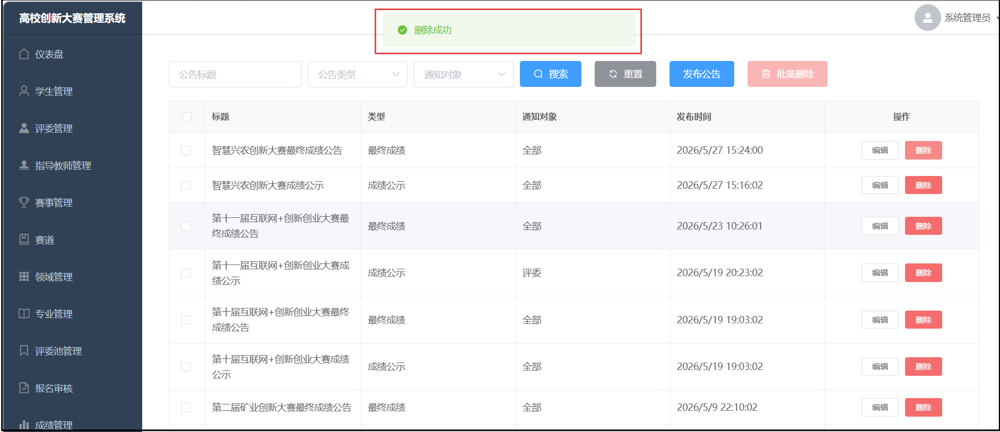 高校创新大赛管理系统
删除成功
系统管理员
仪表盘
学生管理
评委管理
指导教师管理
赛事管理
赛道
领域管理
专业管理
评委池管理
报名审核
成绩管理
公告标题 公告类型 通知对象 搜索 重置 发布公告 批量删除
标题 类型 通知对象 发布时间 操作
智慧兴农创新大赛最终成绩公告 最终成绩 全部 2026/5/27 15:24:00 编辑 删除
智慧兴农创新大赛成绩公示 成绩公示 全部 2026/5/27 15:16:02 编辑 删除
第十一届互联网+创新创业大赛最
终成绩公告 最终成绩 全部 2026/5/23 10:26:01 编辑 删除
第十一届互联网+创新创业大赛成
绩公示 成绩公示 评委 2026/5/19 20:23:02 编辑 删除
第十届互联网+创新创业大赛最终
成绩公告 最终成绩 全部 2026/5/19 19:03:02 编辑 删除
第十届互联网+创新创业大赛成绩
公示 成绩公示 全部 2026/5/19 19:03:02 编辑 删除
第二届矿业创新大赛最终成绩公告 最终成绩 全部 2026/5/9 22:10:02 编辑 删除